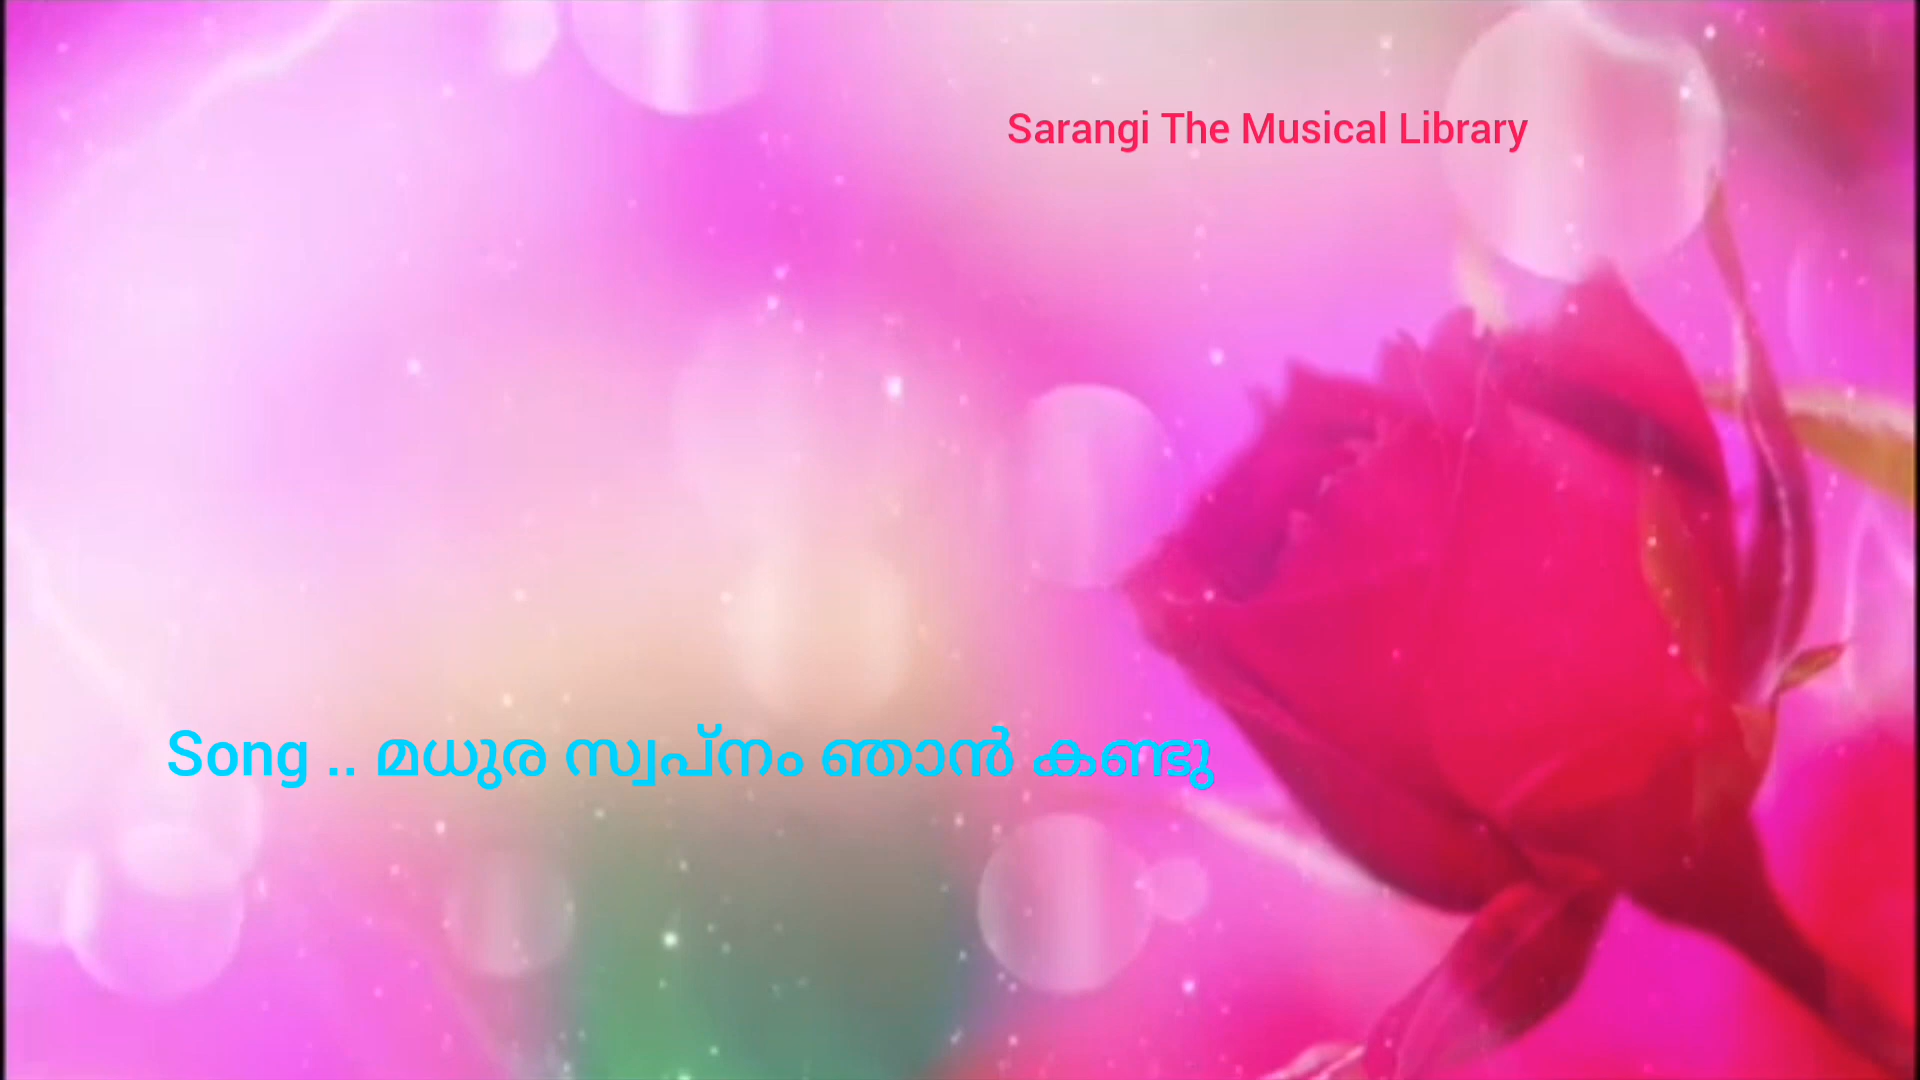 Sarangi The Musical Library
Song .. മധുര സ്വപ്നം ഞാൻ കണ്ടു